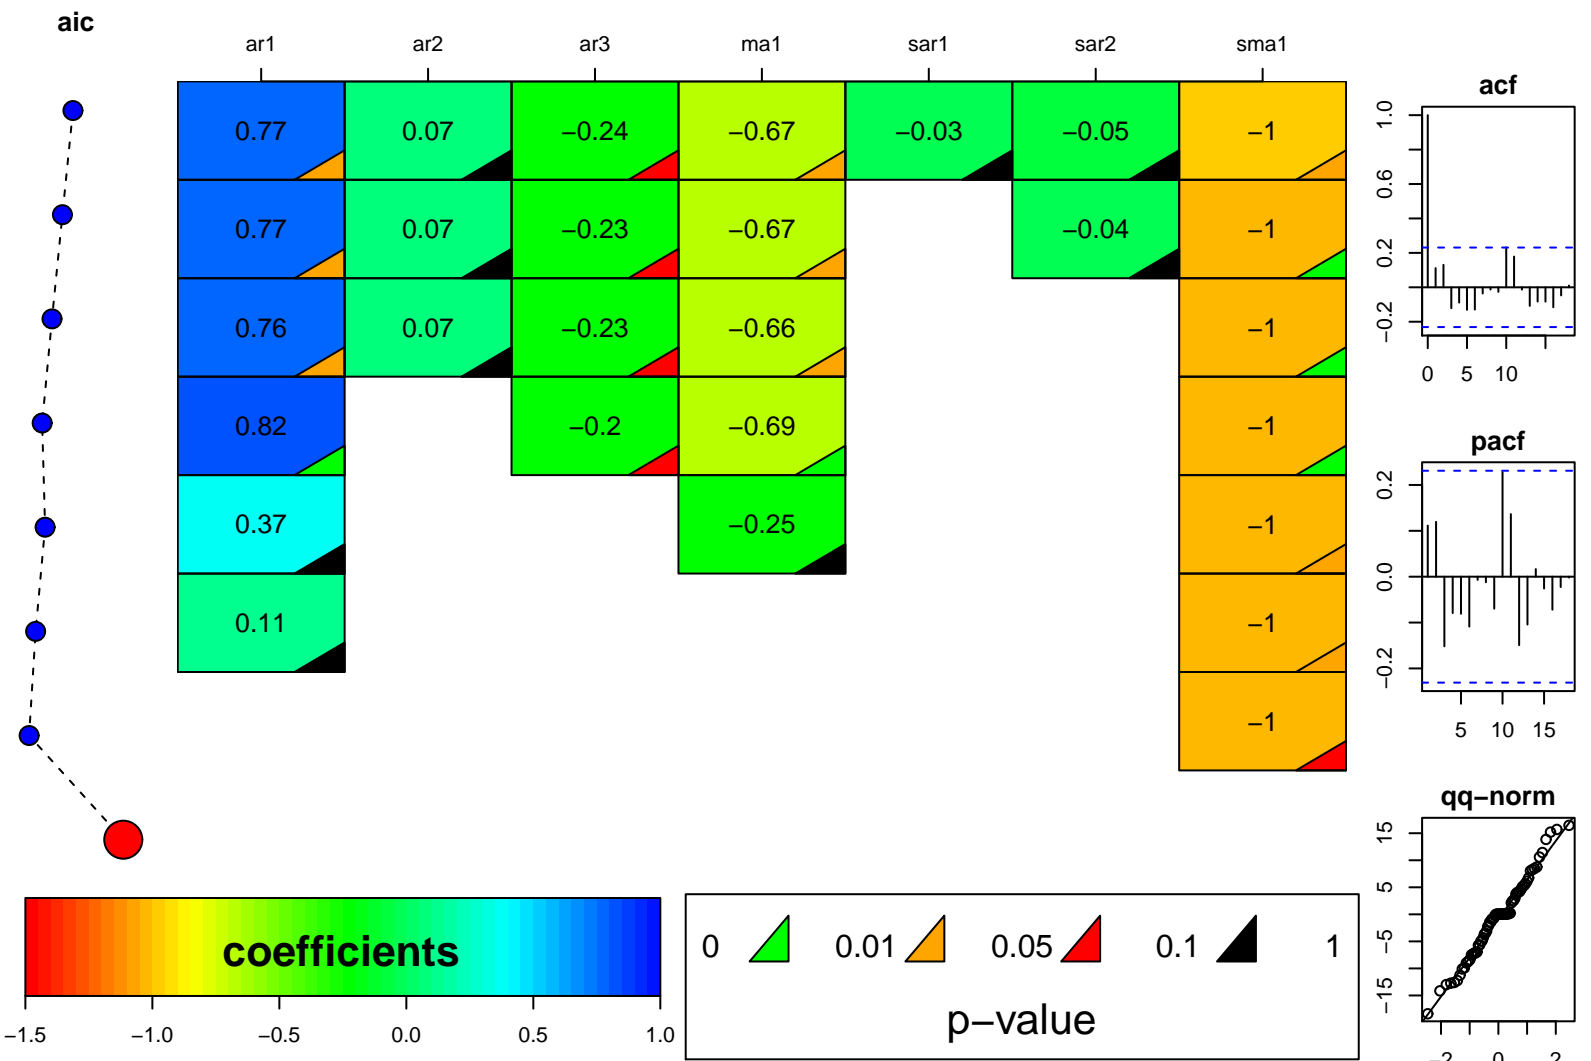 aic
ar1 ar2 ar3 ma1 sar1 sar2 sma1
0.77 0.07 −0.24 −0.67 −0.03 −0.05 −1
0.77 0.07 −0.23 −0.67 −0.04 −1
0.76 0.07 −0.23 −0.66 −1
0.82 −0.2 −0.69 −1
0.37 −0.25 −1
0.11 −1
−1
coefficients
−1.5 −1.0 −0.5 0.0 0.5 1.0
0 0.01 0.05 0.1 1
p−value
acf
1.0
0.6
0.2
−0.2
0 5 10
pacf
0.2
0.0
−0.2
5 10 15
qq−norm
15
5
−5
−15
−2 0 2